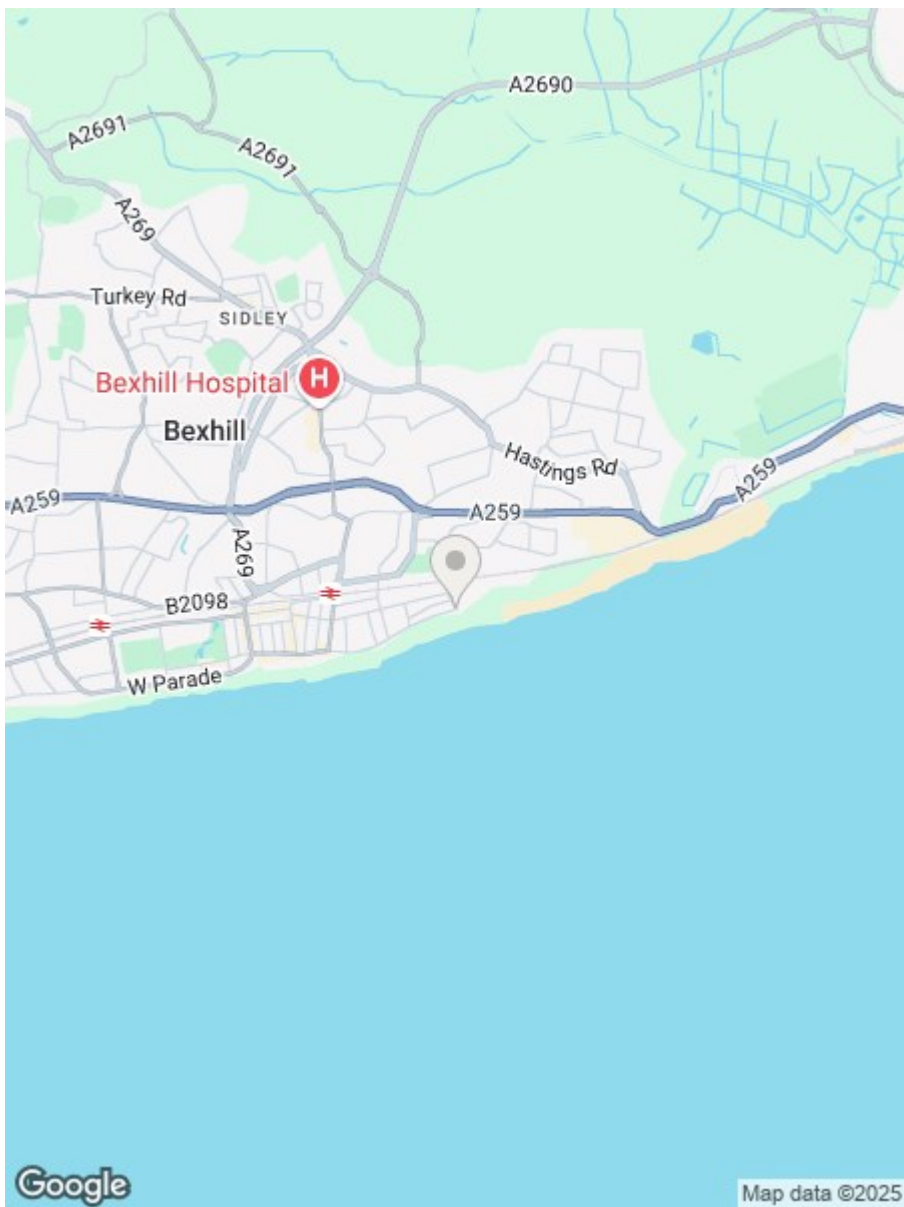 A2690
A2691
A2691
A269
Turkey Rd
SIDLEY
Bexhill Hospital H
Bexhill
Hastings Rd
A259
A259
A259
A269
B2098
W Parade
Google
Map data ©2025